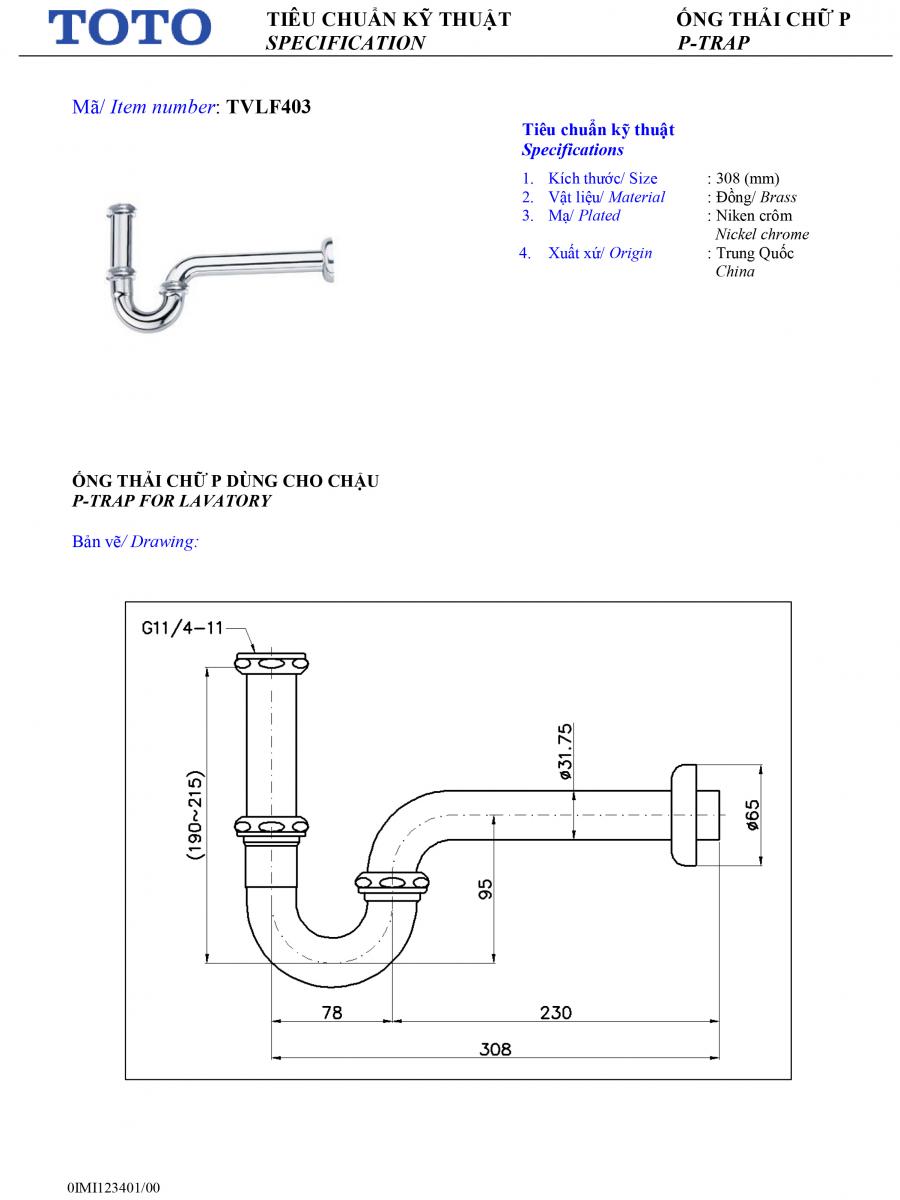 TOTO
TIÊU CHUẨN KỸ THUẬT
SPECIFICATION
ỐNG THẢI CHỮ P
P-TRAP
Mã/ Item number: TVLF403
Tiêu chuẩn kỹ thuật
Specifications
1. Kích thước/ Size : 308 (mm)
2. Vật liệu/ Material : Đồng/ Brass
3. Mạ/ Plated : Niken crôm
Nickel chrome
4. Xuất xứ/ Origin : Trung Quốc
China
ỐNG THẢI CHỮ P DÙNG CHO CHẬU
P-TRAP FOR LAVATORY
Bản vẽ/ Drawing:
G11/4-11
(190~215)
ø31.75
ø65
95
78
230
308
0IMI123401/00